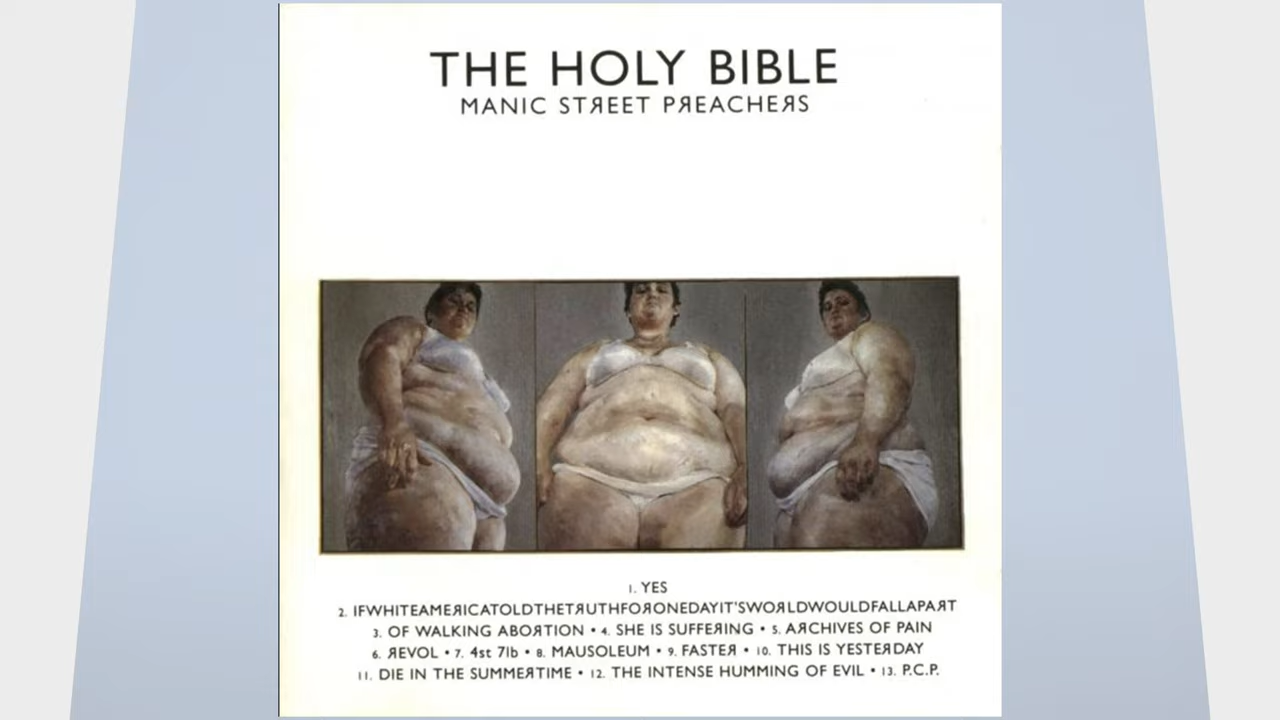 THE HOLY BIBLE
MANIC STЯEET PЯEACHEЯS
1. YES
2. IFWHITEAMEЯICATOLDTHETЯUTHFOЯONEDAYIT'SWOЯLDWOULDFALLAPAЯT
3. OF WALKING ABOЯTION • 4. SHE IS SUFFEЯING • 5. AЯCHIVES OF PAIN
6. ЯEVOL • 7. 4st 7lb • 8. MAUSOLEUM • 9. FASTEЯ • 10. THIS IS YESTEЯDAY
11. DIE IN THE SUMMEЯTIME • 12. THE INTENSE HUMMING OF EVIL • 13. P.C.P.